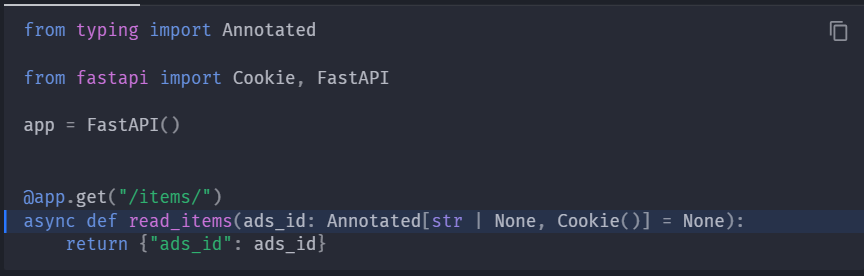 from typing import Annotated
from fastapi import Cookie, FastAPI
app = FastAPI()
@app.get("/items/")
async def read_items(ads_id: Annotated[str | None, Cookie()] = None):
    return {"ads_id": ads_id}